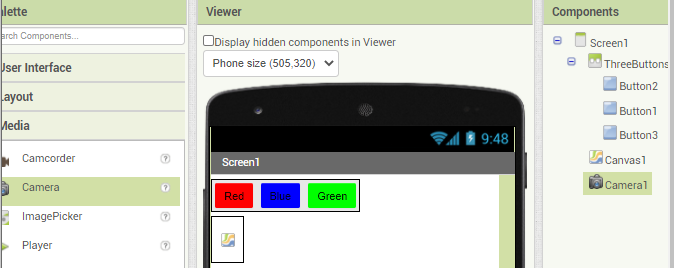 alette
Search Components...
User Interface
Layout
Media
Camcorder
Camera
ImagePicker
Player
Viewer
Display hidden components in Viewer
Phone size (505,320)
9:48
Screen1
Red Blue Green
Components
Screen1
ThreeButtons
Button2
Button1
Button3
Canvas1
Camera1